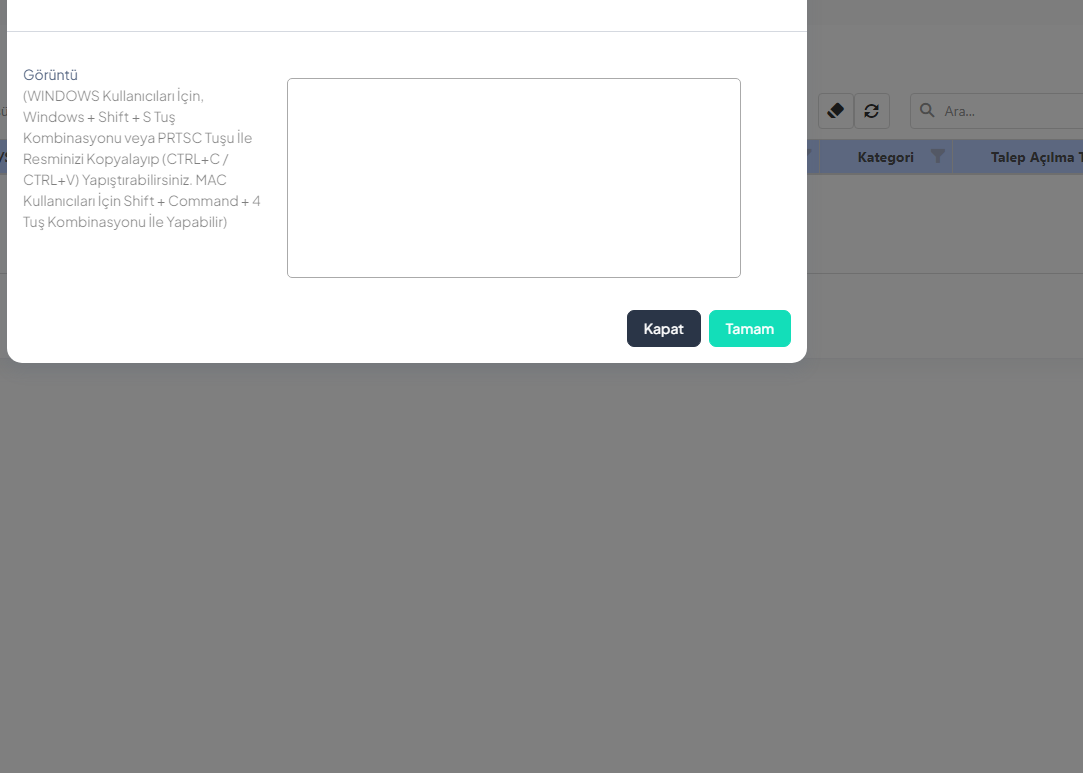 Görüntü
(WINDOWS Kullanıcıları İçin,
Windows + Shift + S Tuş
Kombinasyonu veya PRTSC Tuşu İle
Resminizi Kopyalayıp (CTRL+C /
CTRL+V) Yapıştırabilirsiniz. MAC
Kullanıcıları İçin Shift + Command + 4
Tuş Kombinasyonu İle Yapabilir)
Kapat
Tamam
Ara...
Kategori
Talep Açılma